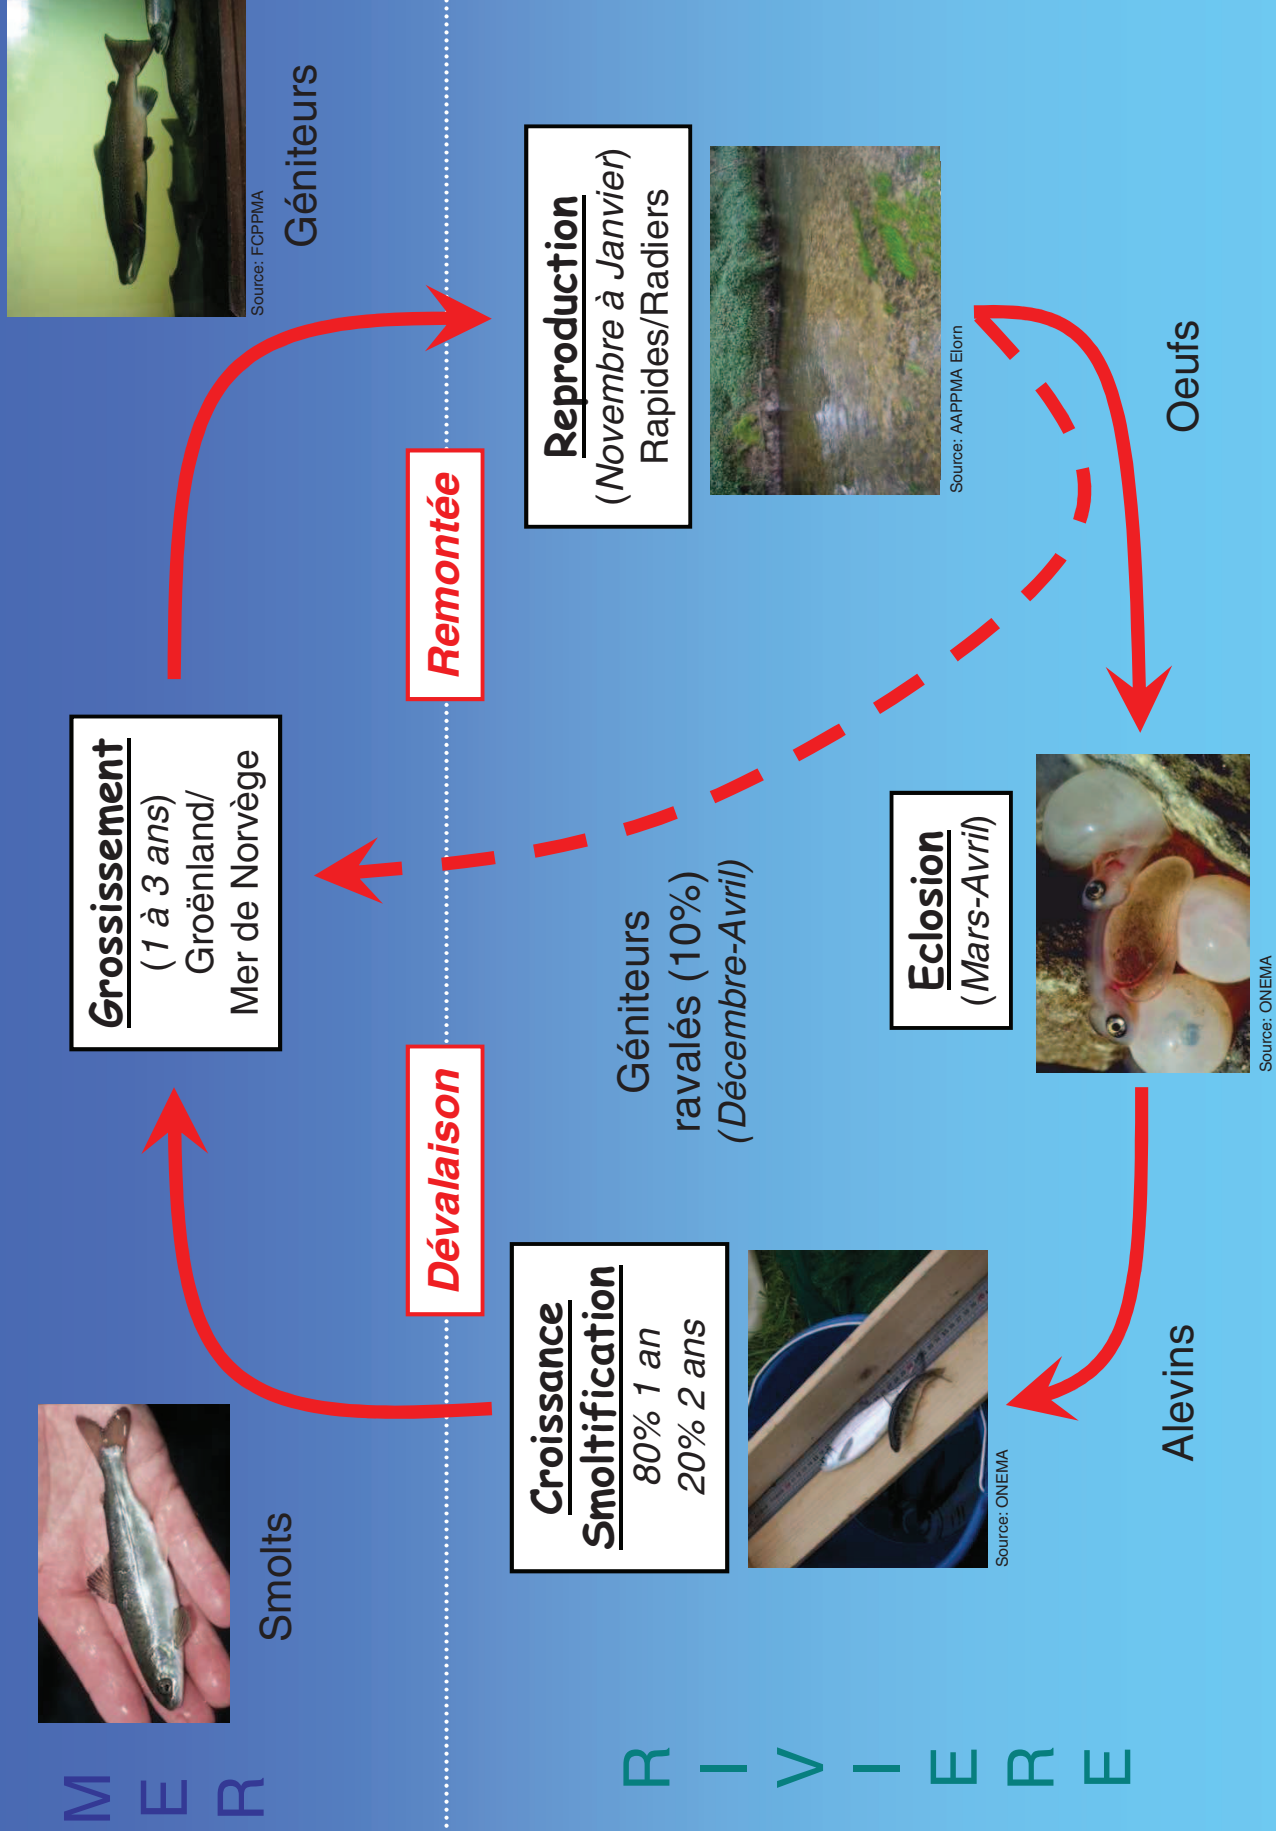 MER
RIVIERE
Smolts
Grossissement
(1 à 3 ans)
Groënland/
Mer de Norvège
Source: FCPPMA
Géniteurs
Dévalaison
Remontée
Croissance
Smoltification
80% 1 an
20% 2 ans
Source: ONEMA
Géniteurs
ravalés (10%)
(Décembre-Avril)
Reproduction
(Novembre à Janvier)
Rapides/Radiers
Source: AAPPMA Elorn
Eclosion
(Mars-Avril)
Source: ONEMA
Alevins
Oeufs